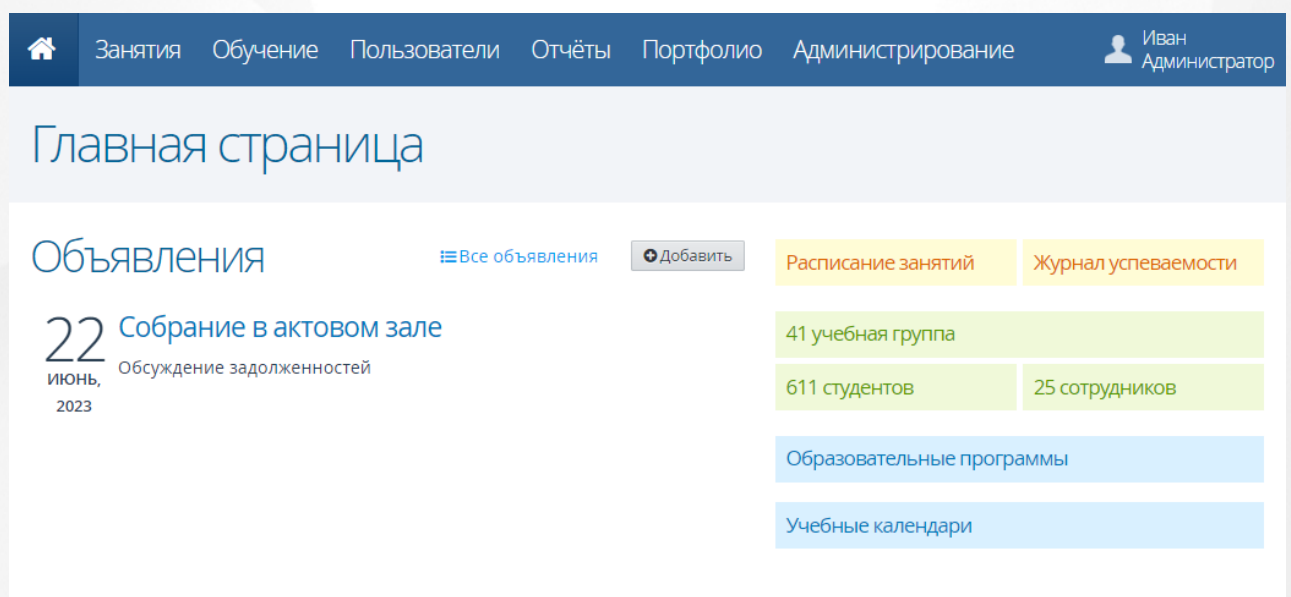 Занятия Обучение Пользователи Отчёты Портфолио Администрирование Иван
Администратор
Главная страница
Объявления Все объявления Добавить
22 Собрание в актовом зале
июнь, Обсуждение задолженностей
2023
Расписание занятий Журнал успеваемости
41 учебная группа
611 студентов 25 сотрудников
Образовательные программы
Учебные календари